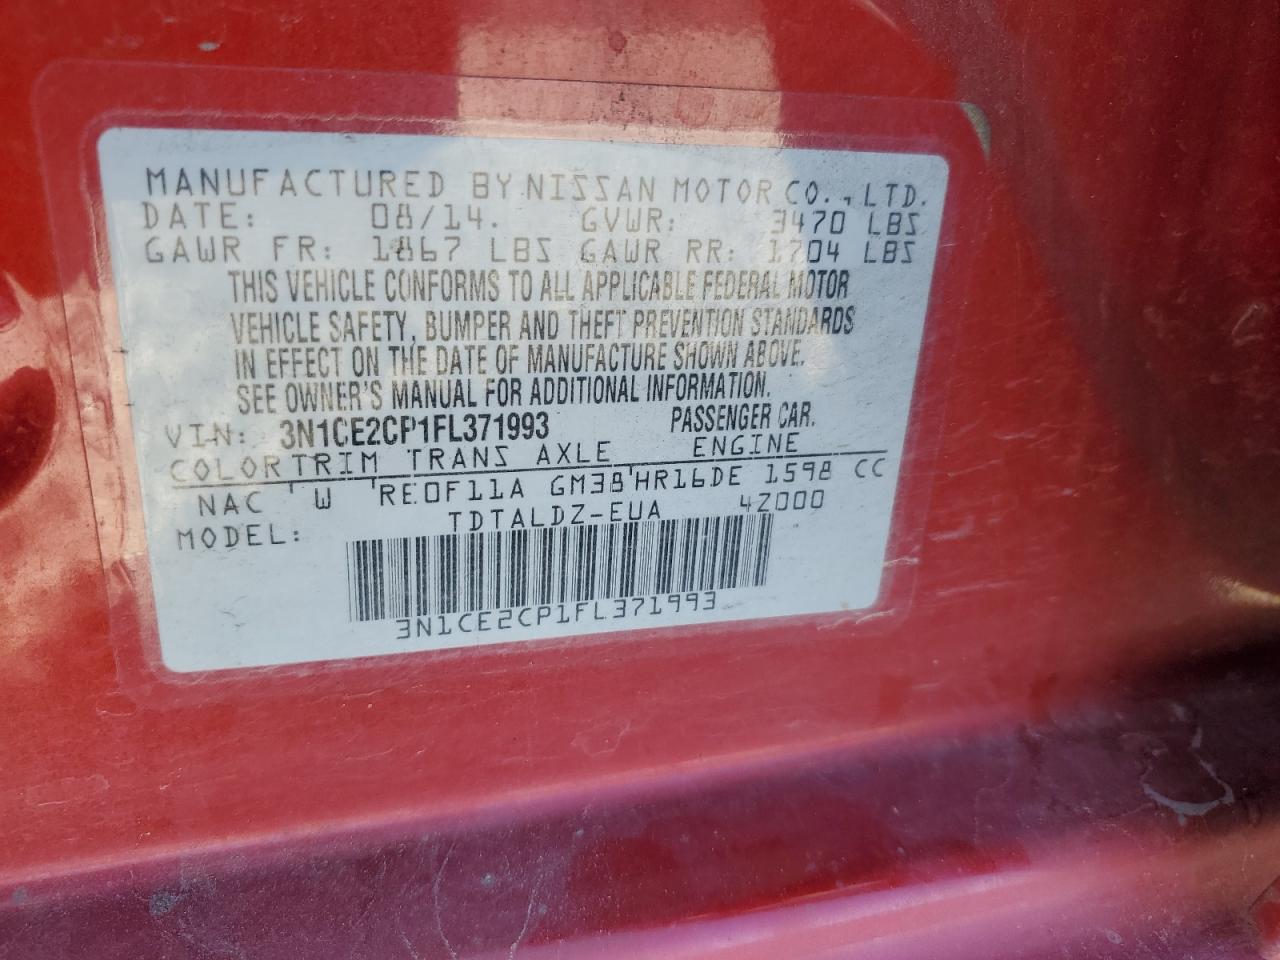 MANUFACTURED BY NISSAN MOTOR CO., LTD.
DATE: 08/14. GVWR: 3470 LBS
GAWR FR: 1867 LBS GAWR RR: 1704 LBS
THIS VEHICLE CONFORMS TO ALL APPLICABLE FEDERAL MOTOR
VEHICLE SAFETY, BUMPER AND THEFT PREVENTION STANDARDS
IN EFFECT ON THE DATE OF MANUFACTURE SHOWN ABOVE.
SEE OWNER'S MANUAL FOR ADDITIONAL INFORMATION.
VIN: 3N1CE2CP1FL371993 PASSENGER CAR.
COLOR TRIM TRANS AXLE ENGINE
NAC ' W ' RE0F11A GM38 ' HR16DE 1598 CC
MODEL: TDTALDZ-EUA 4Z000
3N1CE2CP1FL371993